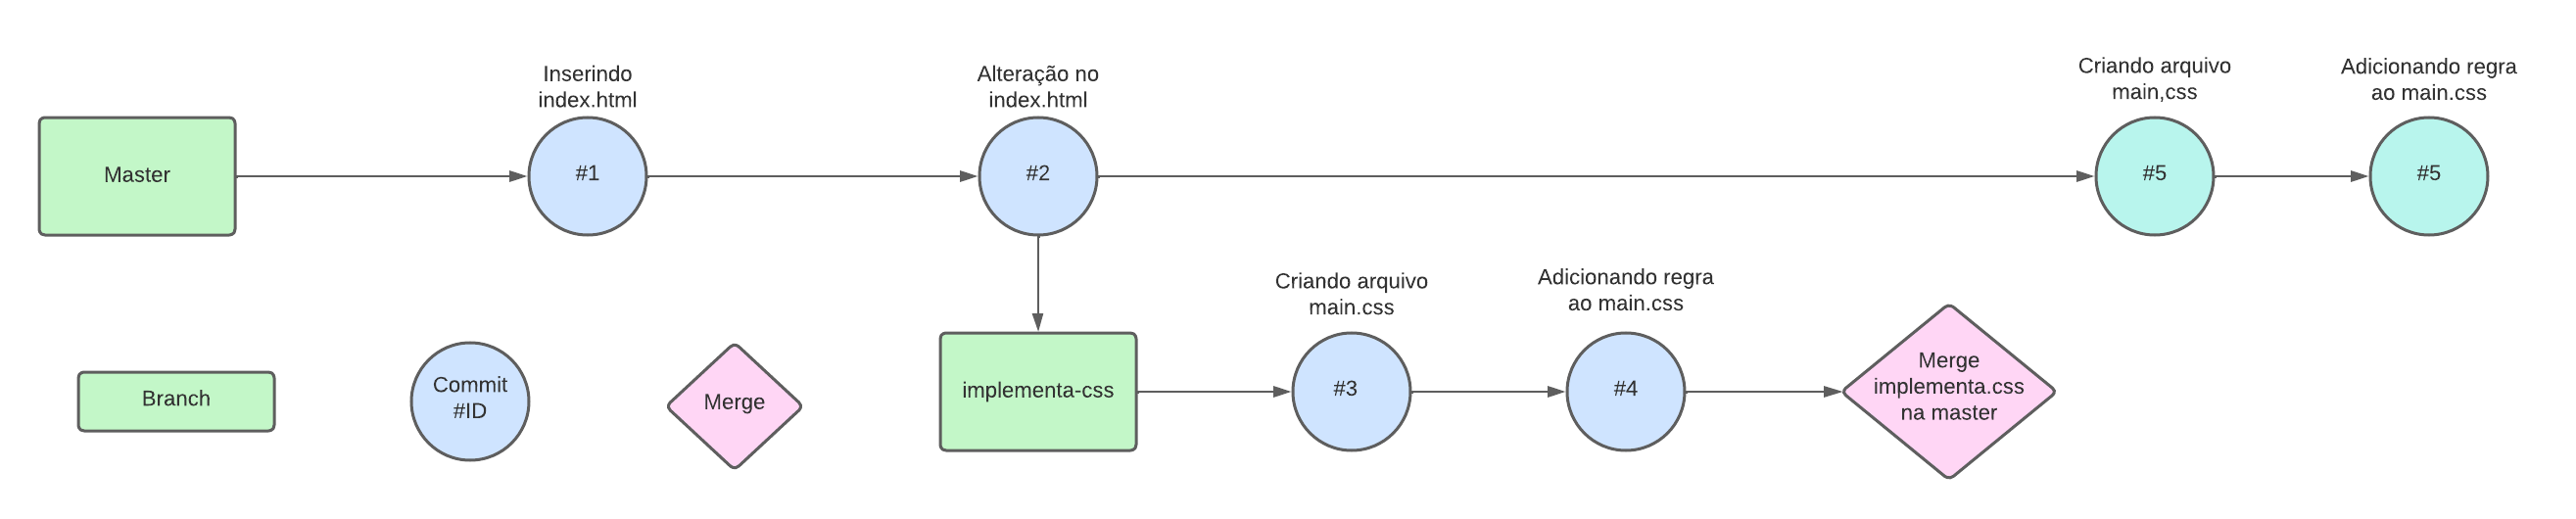 Inserindo
index.html
Alteração no
index.html
Criando arquivo
main,css
Adicionando regra
ao main.css
Master
#1
#2
#5
#5
Criando arquivo
main.css
Adicionando regra
ao main.css
Branch
Commit
#ID
Merge
implementa-css
#3
#4
Merge
implementa.css
na master